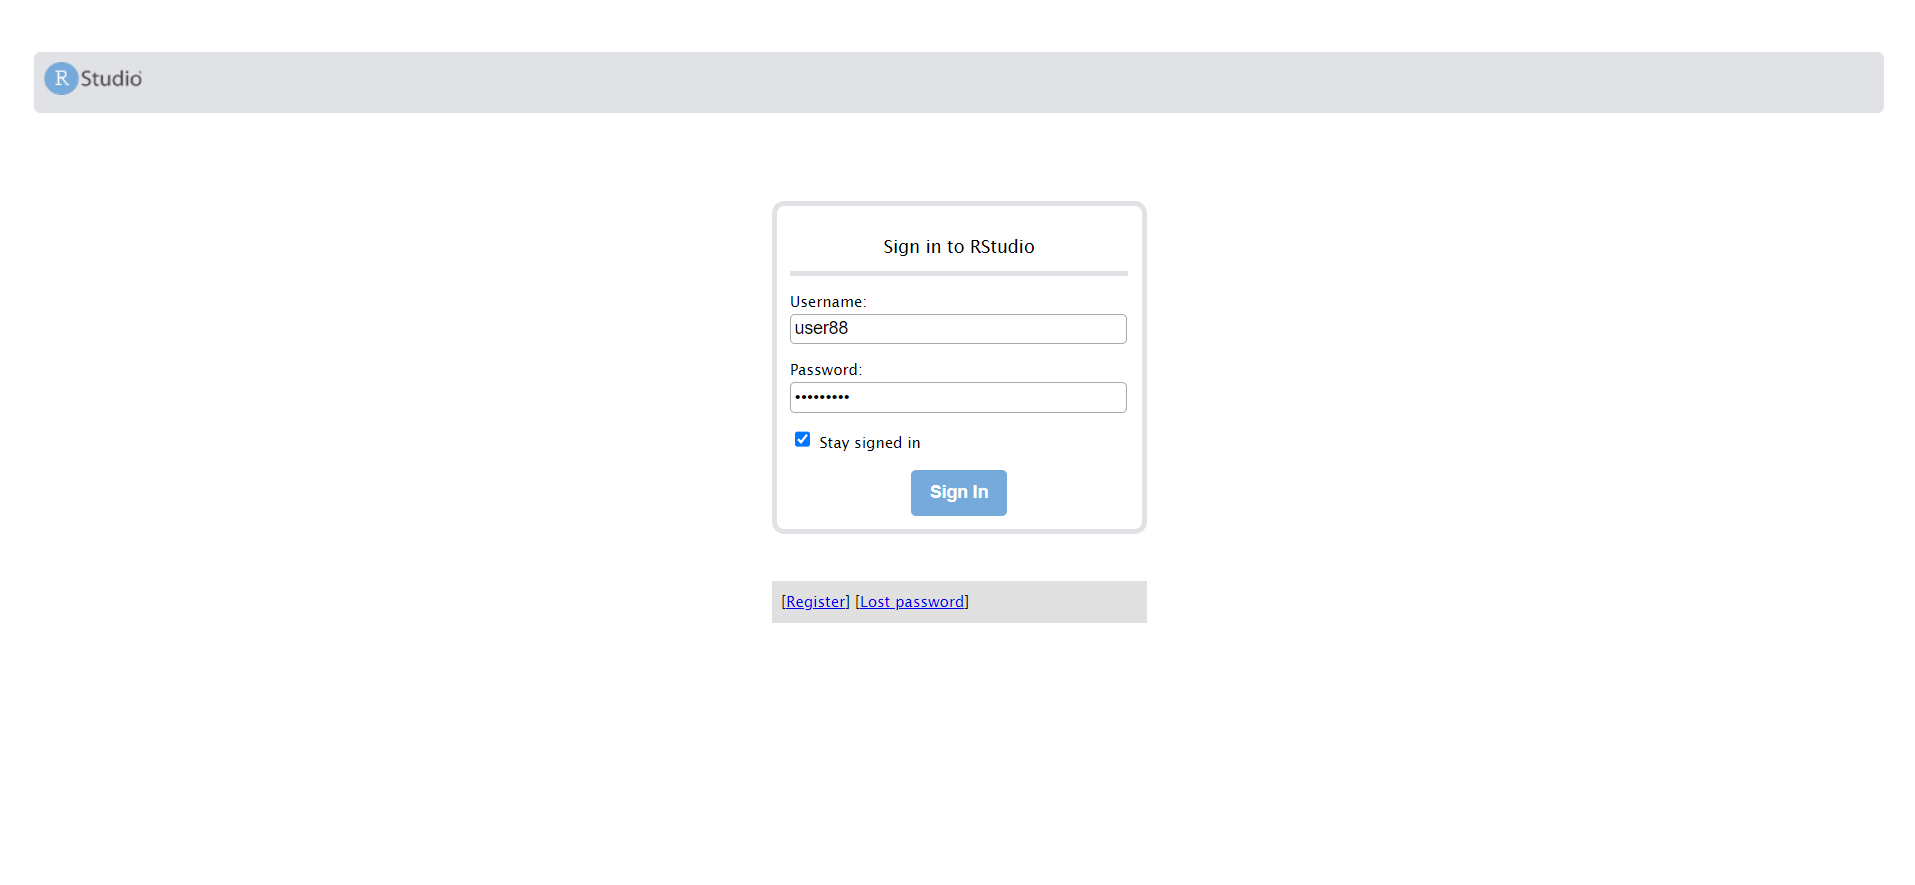 R Studio
Sign in to RStudio
Username:
user88
Password:
•••••••••
Stay signed in
Sign In
[Register] [Lost password]